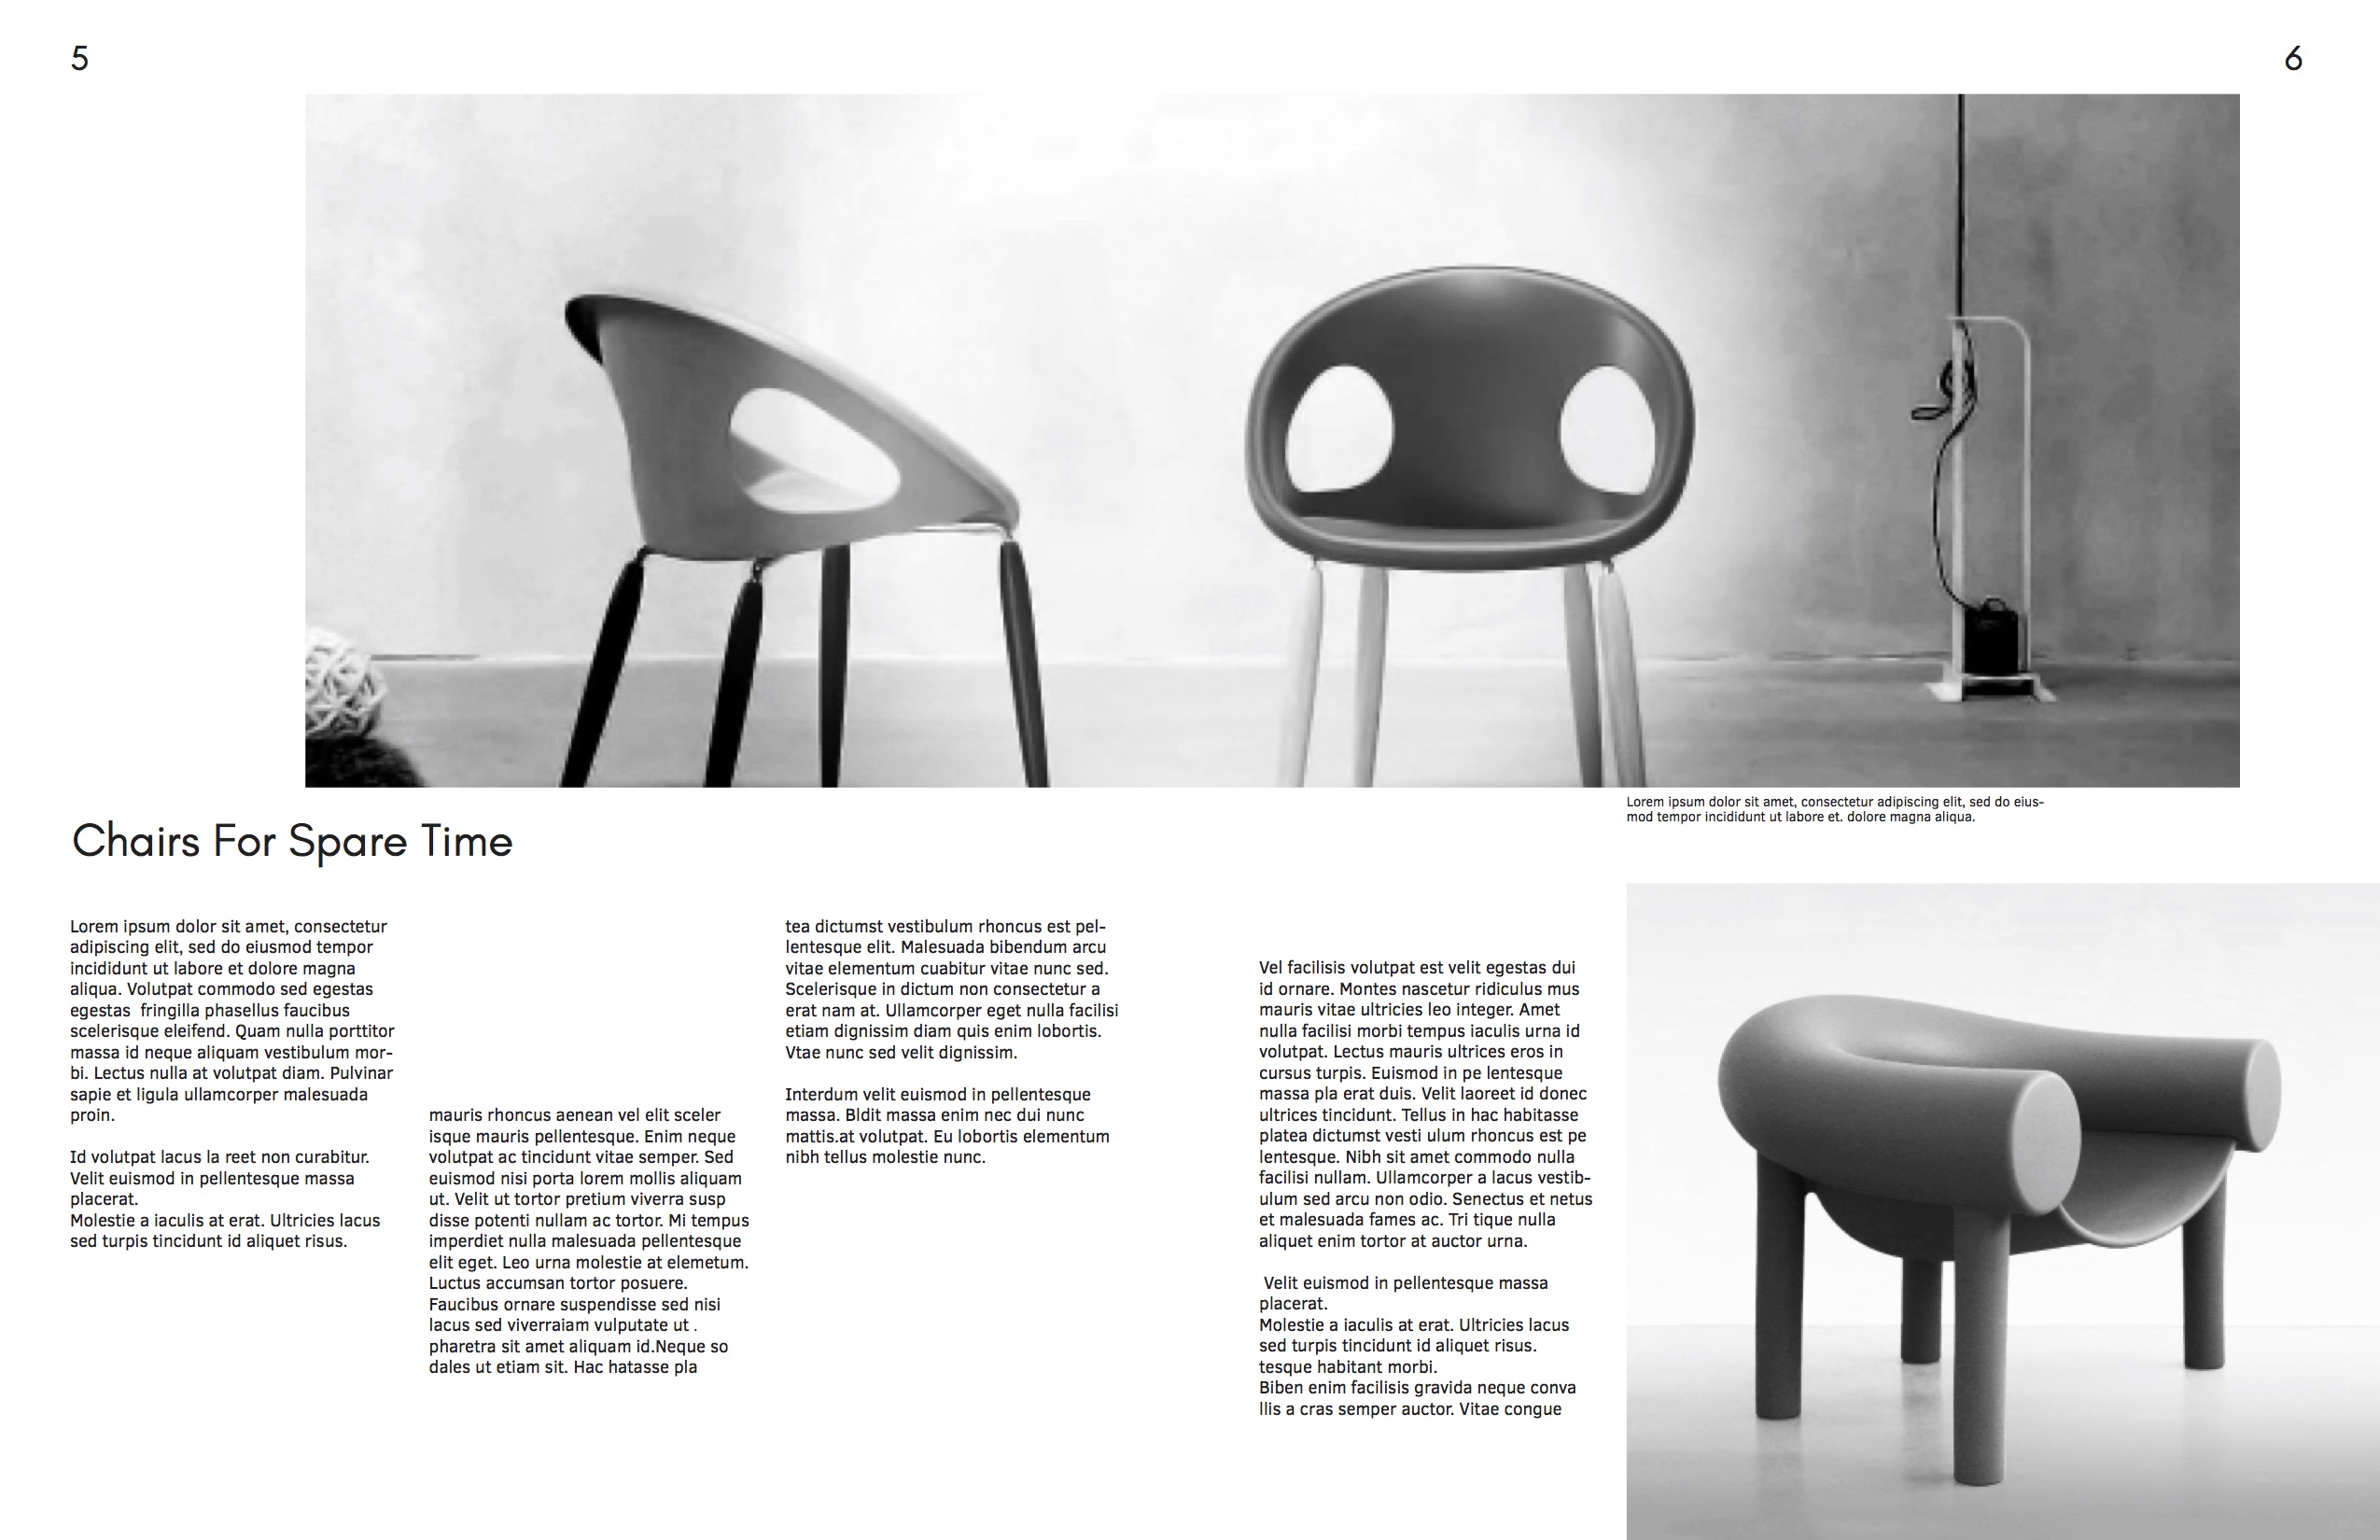 5
6
Lorem ipsum dolor sit amet, consectetur adipiscing elit, sed do eius-
mod tempor incididunt ut labore et. dolore magna aliqua.
Chairs For Spare Time
Lorem ipsum dolor sit amet, consectetur
adipiscing elit, sed do eiusmod tempor
incididunt ut labore et dolore magna
aliqua. Volutpat commodo sed egestas
egestas  fringilla phasellus faucibus
scelerisque eleifend. Quam nulla porttitor
massa id neque aliquam vestibulum mor-
bi. Lectus nulla at volutpat diam. Pulvinar
sapie et ligula ullamcorper malesuada
proin.
Id volutpat lacus la reet non curabitur.
Velit euismod in pellentesque massa
placerat.
Molestie a iaculis at erat. Ultricies lacus
sed turpis tincidunt id aliquet risus.
mauris rhoncus aenean vel elit sceler
isque mauris pellentesque. Enim neque
volutpat ac tincidunt vitae semper. Sed
euismod nisi porta lorem mollis aliquam
ut. Velit ut tortor pretium viverra susp
disse potenti nullam ac tortor. Mi tempus
imperdiet nulla malesuada pellentesque
elit eget. Leo urna molestie at elemetum.
Luctus accumsan tortor posuere.
Faucibus ornare suspendisse sed nisi
lacus sed viverraiam vulputate ut .
pharetra sit amet aliquam id.Neque so
dales ut etiam sit. Hac hatasse pla
tea dictumst vestibulum rhoncus est pel-
lentesque elit. Malesuada bibendum arcu
vitae elementum cuabitur vitae nunc sed.
Scelerisque in dictum non consectetur a
erat nam at. Ullamcorper eget nulla facilisi
etiam dignissim diam quis enim lobortis.
Vtae nunc sed velit dignissim.
Interdum velit euismod in pellentesque
massa. Bldit massa enim nec dui nunc
mattis.at volutpat. Eu lobortis elementum
nibh tellus molestie nunc.
Vel facilisis volutpat est velit egestas dui
id ornare. Montes nascetur ridiculus mus
mauris vitae ultricies leo integer. Amet
nulla facilisi morbi tempus iaculis urna id
volutpat. Lectus mauris ultrices eros in
cursus turpis. Euismod in pe lentesque
massa pla erat duis. Velit laoreet id donec
ultrices tincidunt. Tellus in hac habitasse
platea dictumst vesti ulum rhoncus est pe
lentesque. Nibh sit amet commodo nulla
facilisi nullam. Ullamcorper a lacus vestib-
ulum sed arcu non odio. Senectus et netus
et malesuada fames ac. Tri tique nulla
aliquet enim tortor at auctor urna.
Velit euismod in pellentesque massa
placerat.
Molestie a iaculis at erat. Ultricies lacus
sed turpis tincidunt id aliquet risus.
tesque habitant morbi.
Biben enim facilisis gravida neque conva
llis a cras semper auctor. Vitae congue